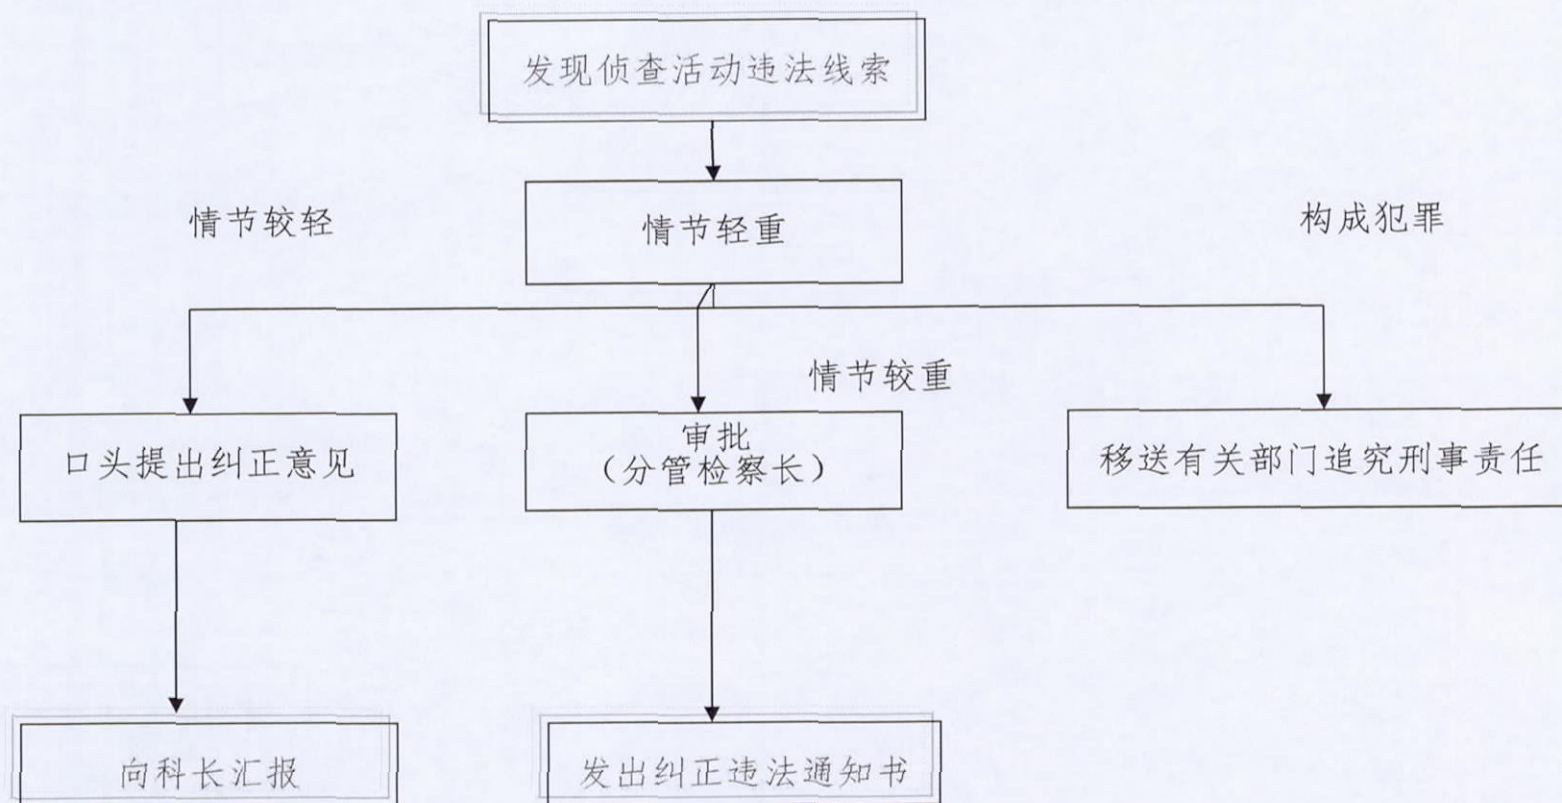 发现侦查活动违法线索
情节较轻
情节轻重
构成犯罪
情节较重
口头提出纠正意见
审批
（分管检察长）
移送有关部门追究刑事责任
向科长汇报
发出纠正违法通知书